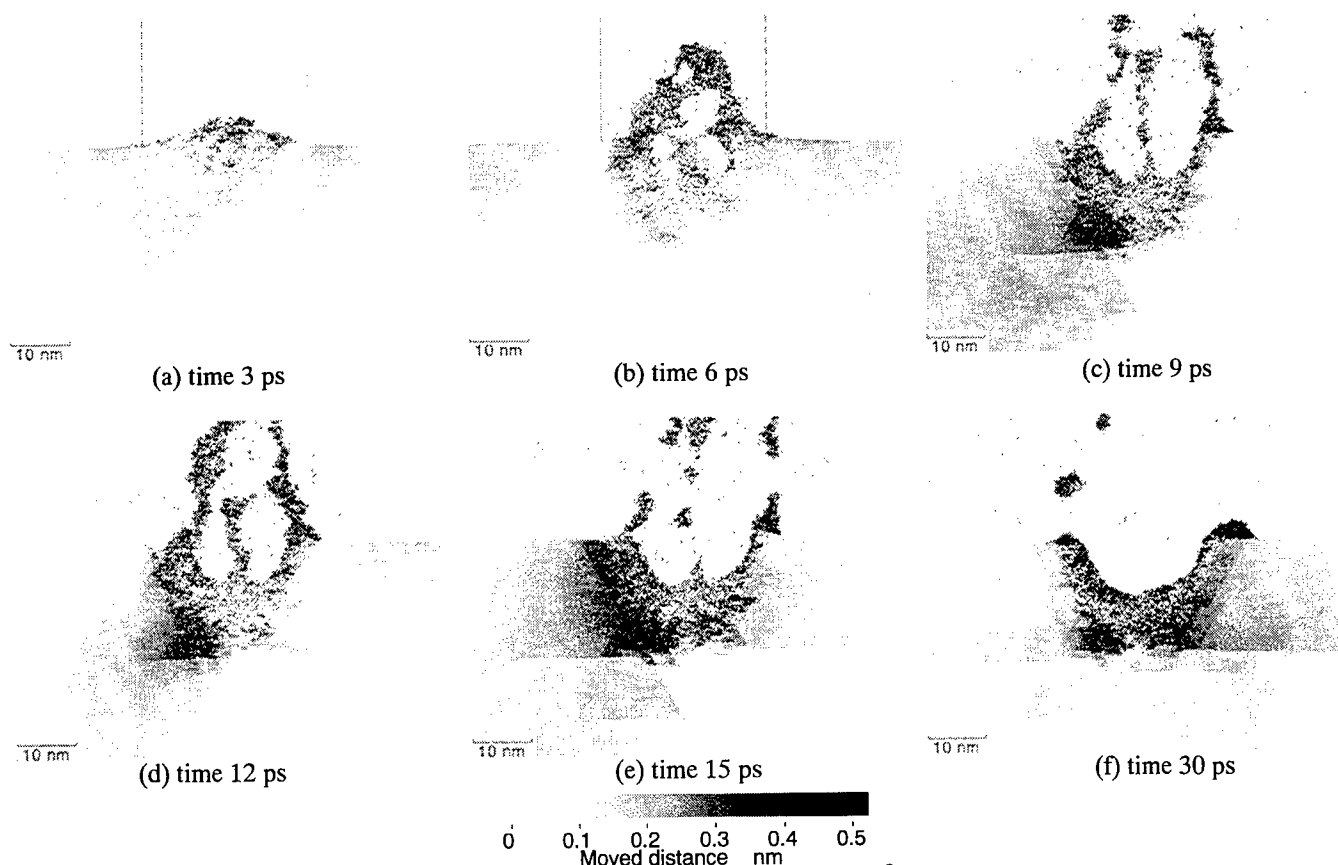 10 nm
(a) time 3 ps
10 nm
(b) time 6 ps
10 nm
(c) time 9 ps
10 nm
(d) time 12 ps
10 nm
(e) time 15 ps
10 nm
(f) time 30 ps
0 0.1 0.2 0.3 0.4 0.5
Moved distance nm